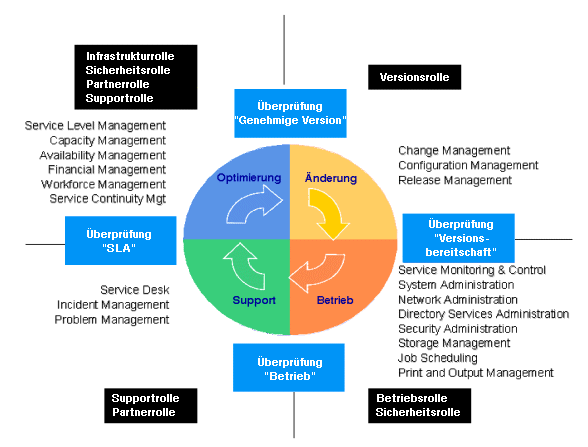 Infrastrukturrolle
Sicherheitsrolle
Partnerrolle
Supportrolle
Versionsrolle
Überprüfung
"Genehmige Version"
Service Level Management
Capacity Management
Availability Management
Financial Management
Workforce Management
Service Continuity Mgt
Optimierung
Änderung
Change Management
Configuration Management
Release Management
Überprüfung
"SLA"
Überprüfung
"Versions-
bereitschaft"
Service Desk
Incident Management
Problem Management
Support
Betrieb
Service Monitoring & Control
System Administration
Network Administration
Directory Services Administration
Security Administration
Storage Management
Job Scheduling
Print and Output Management
Überprüfung
"Betrieb"
Supportrolle
Partnerrolle
Betriebsrolle
Sicherheitsrolle